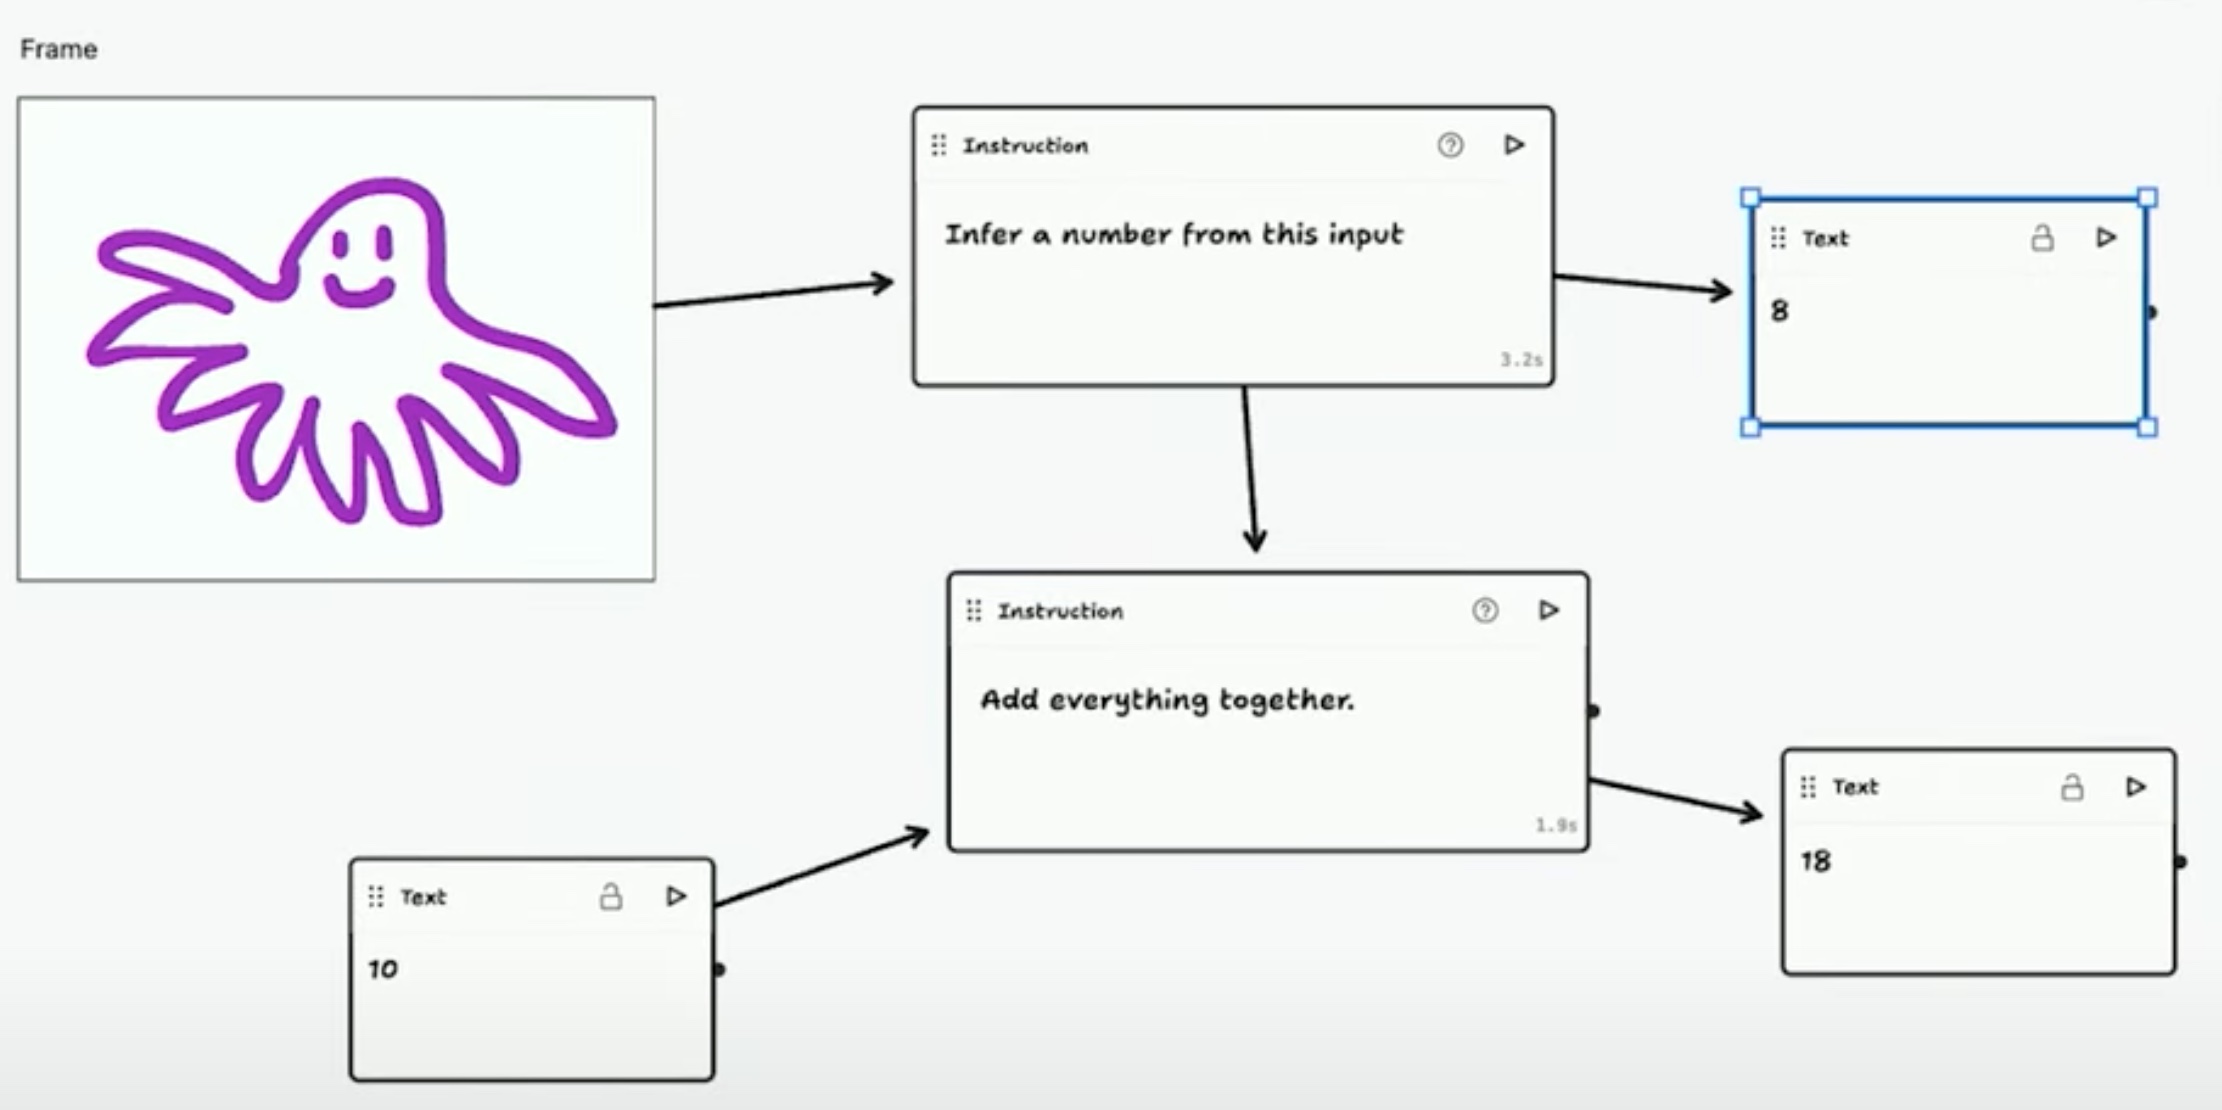 Frame
Instruction
Infer a number from this input
3.2s
Text
8
Instruction
Add everything together.
1.9s
Text
10
Text
18